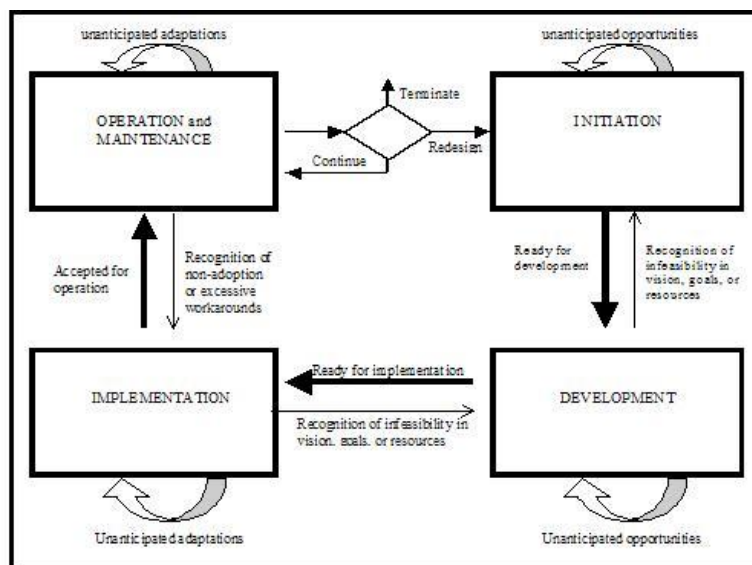 unanticipated adaptations
unanticipated opportunities
OPERATION and
MAINTENANCE
Terminate
INITIATION
Continue
Redesign
Accepted for
operation
Recognition of
non-adoption
or excessive
workarounds
Ready for
development
Recognition of
infeasibility in
vision, goals, or
resources
IMPLEMENTATION
Ready for implementation
DEVELOPMENT
Recognition of infeasibility in
vision, goals, or resources
Unanticipated adaptations
Unanticipated opportunities